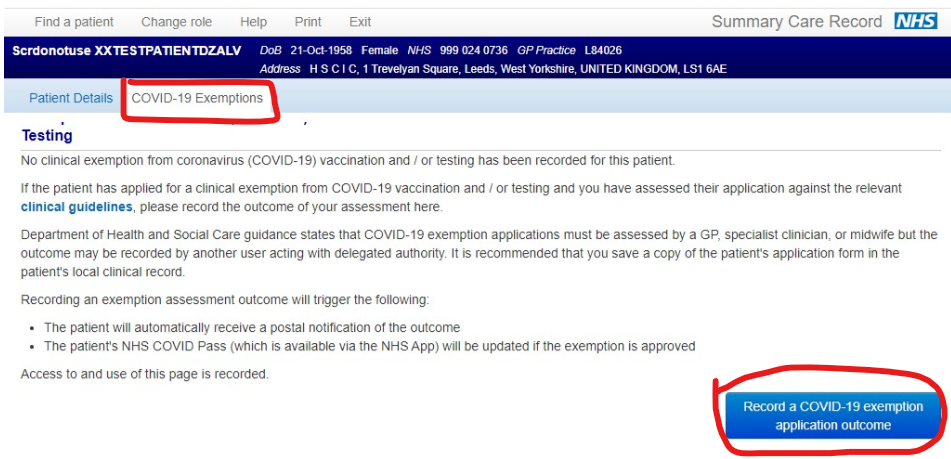 Find a patient Change role Help Print Exit Summary Care Record NHS
Scrdonotuse XXTESTPATIENTDZALV DoB 21-Oct-1958 Female NHS 999 024 0736 GP Practice L84026
Address H S C I C, 1 Trevelyan Square, Leeds, West Yorkshire, UNITED KINGDOM, LS1 6AE
Patient Details COVID-19 Exemptions
Testing
No clinical exemption from coronavirus (COVID-19) vaccination and / or testing has been recorded for this patient.
If the patient has applied for a clinical exemption from COVID-19 vaccination and / or testing and you have assessed their application against the relevant
clinical guidelines, please record the outcome of your assessment here.
Department of Health and Social Care guidance states that COVID-19 exemption applications must be assessed by a GP, specialist clinician, or midwife but the
outcome may be recorded by another user acting with delegated authority. It is recommended that you save a copy of the patient's application form in the
patient's local clinical record.
Recording an exemption assessment outcome will trigger the following:
• The patient will automatically receive a postal notification of the outcome
• The patient's NHS COVID Pass (which is available via the NHS App) will be updated if the exemption is approved
Access to and use of this page is recorded.
Record a COVID-19 exemption
application outcome